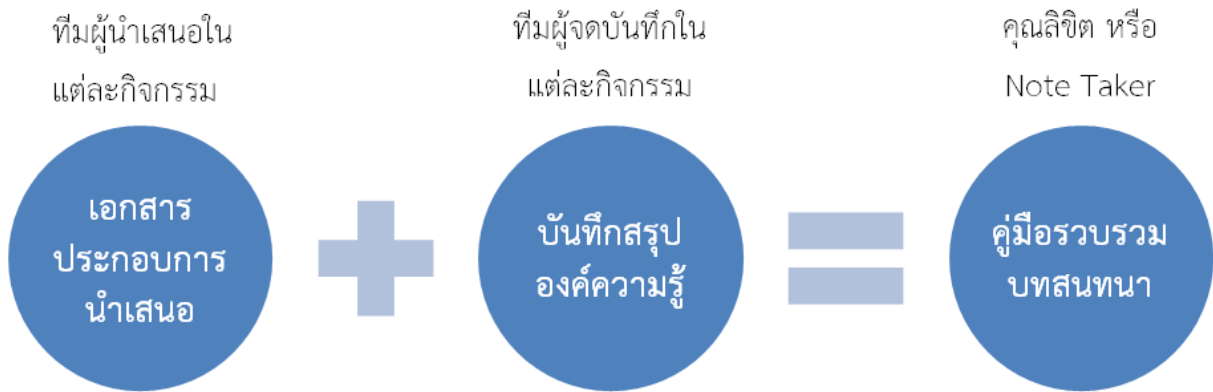 ทีมผู้นำเสนอใน
แต่ละกิจกรรม
ทีมผู้จดบันทึกใน
แต่ละกิจกรรม
คุณลิขิต หรือ
Note Taker
เอกสาร
ประกอบการ
นำเสนอ
บันทึกสรุป
องค์ความรู้
คู่มือรวบรวม
บทสนทนา